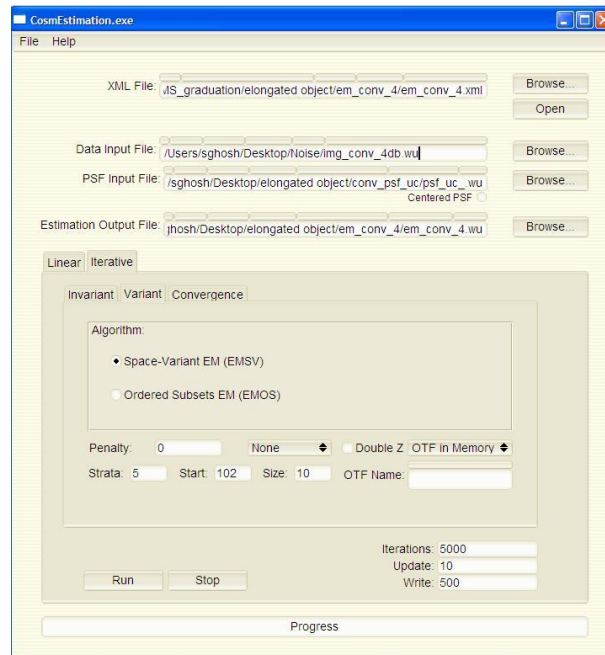 CosmEstimation.exe
File Help
XML File: MS_graduation/elongated object/em_conv_4/em_conv_4.xml Browse...
Open
Data Input File: /Users/sghosh/Desktop/Noise/img_conv_4db.wu Browse...
PSF Input File: /sghosh/Desktop/elongated object/conv_psf_uc/psf_uc_.wu Browse...
Centered PSF
Estimation Output File: ghosh/Desktop/elongated object/em_conv_4/em_conv_4.wu Browse...
Linear Iterative
Invariant Variant Convergence
Algorithm:
Space-Variant EM (EMSV)
Ordered Subsets EM (EMOS)
Penalty: 0 None Double Z OTF in Memory
Strata: 5 Start: 102 Size: 10 OTF Name:
Iterations: 5000
Update: 10
Run Stop Write: 500
Progress